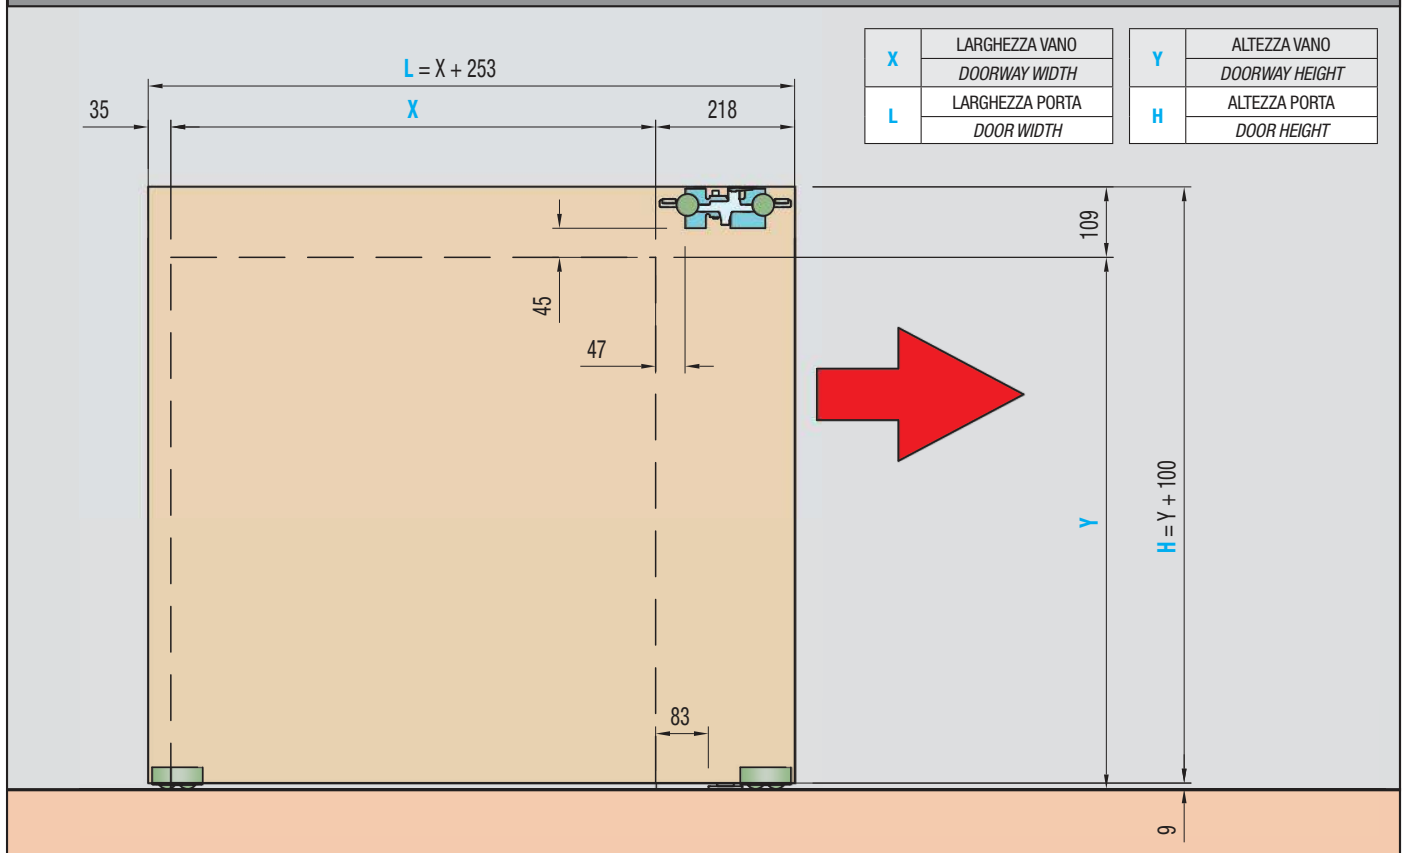 L = X + 253
35
X
218
X
LARGHEZZA VANO
DOORWAY WIDTH
L
LARGHEZZA PORTA
DOOR WIDTH
Y
ALTEZZA VANO
DOORWAY HEIGHT
H
ALTEZZA PORTA
DOOR HEIGHT
109
45
47
Y
H = Y + 100
83
9